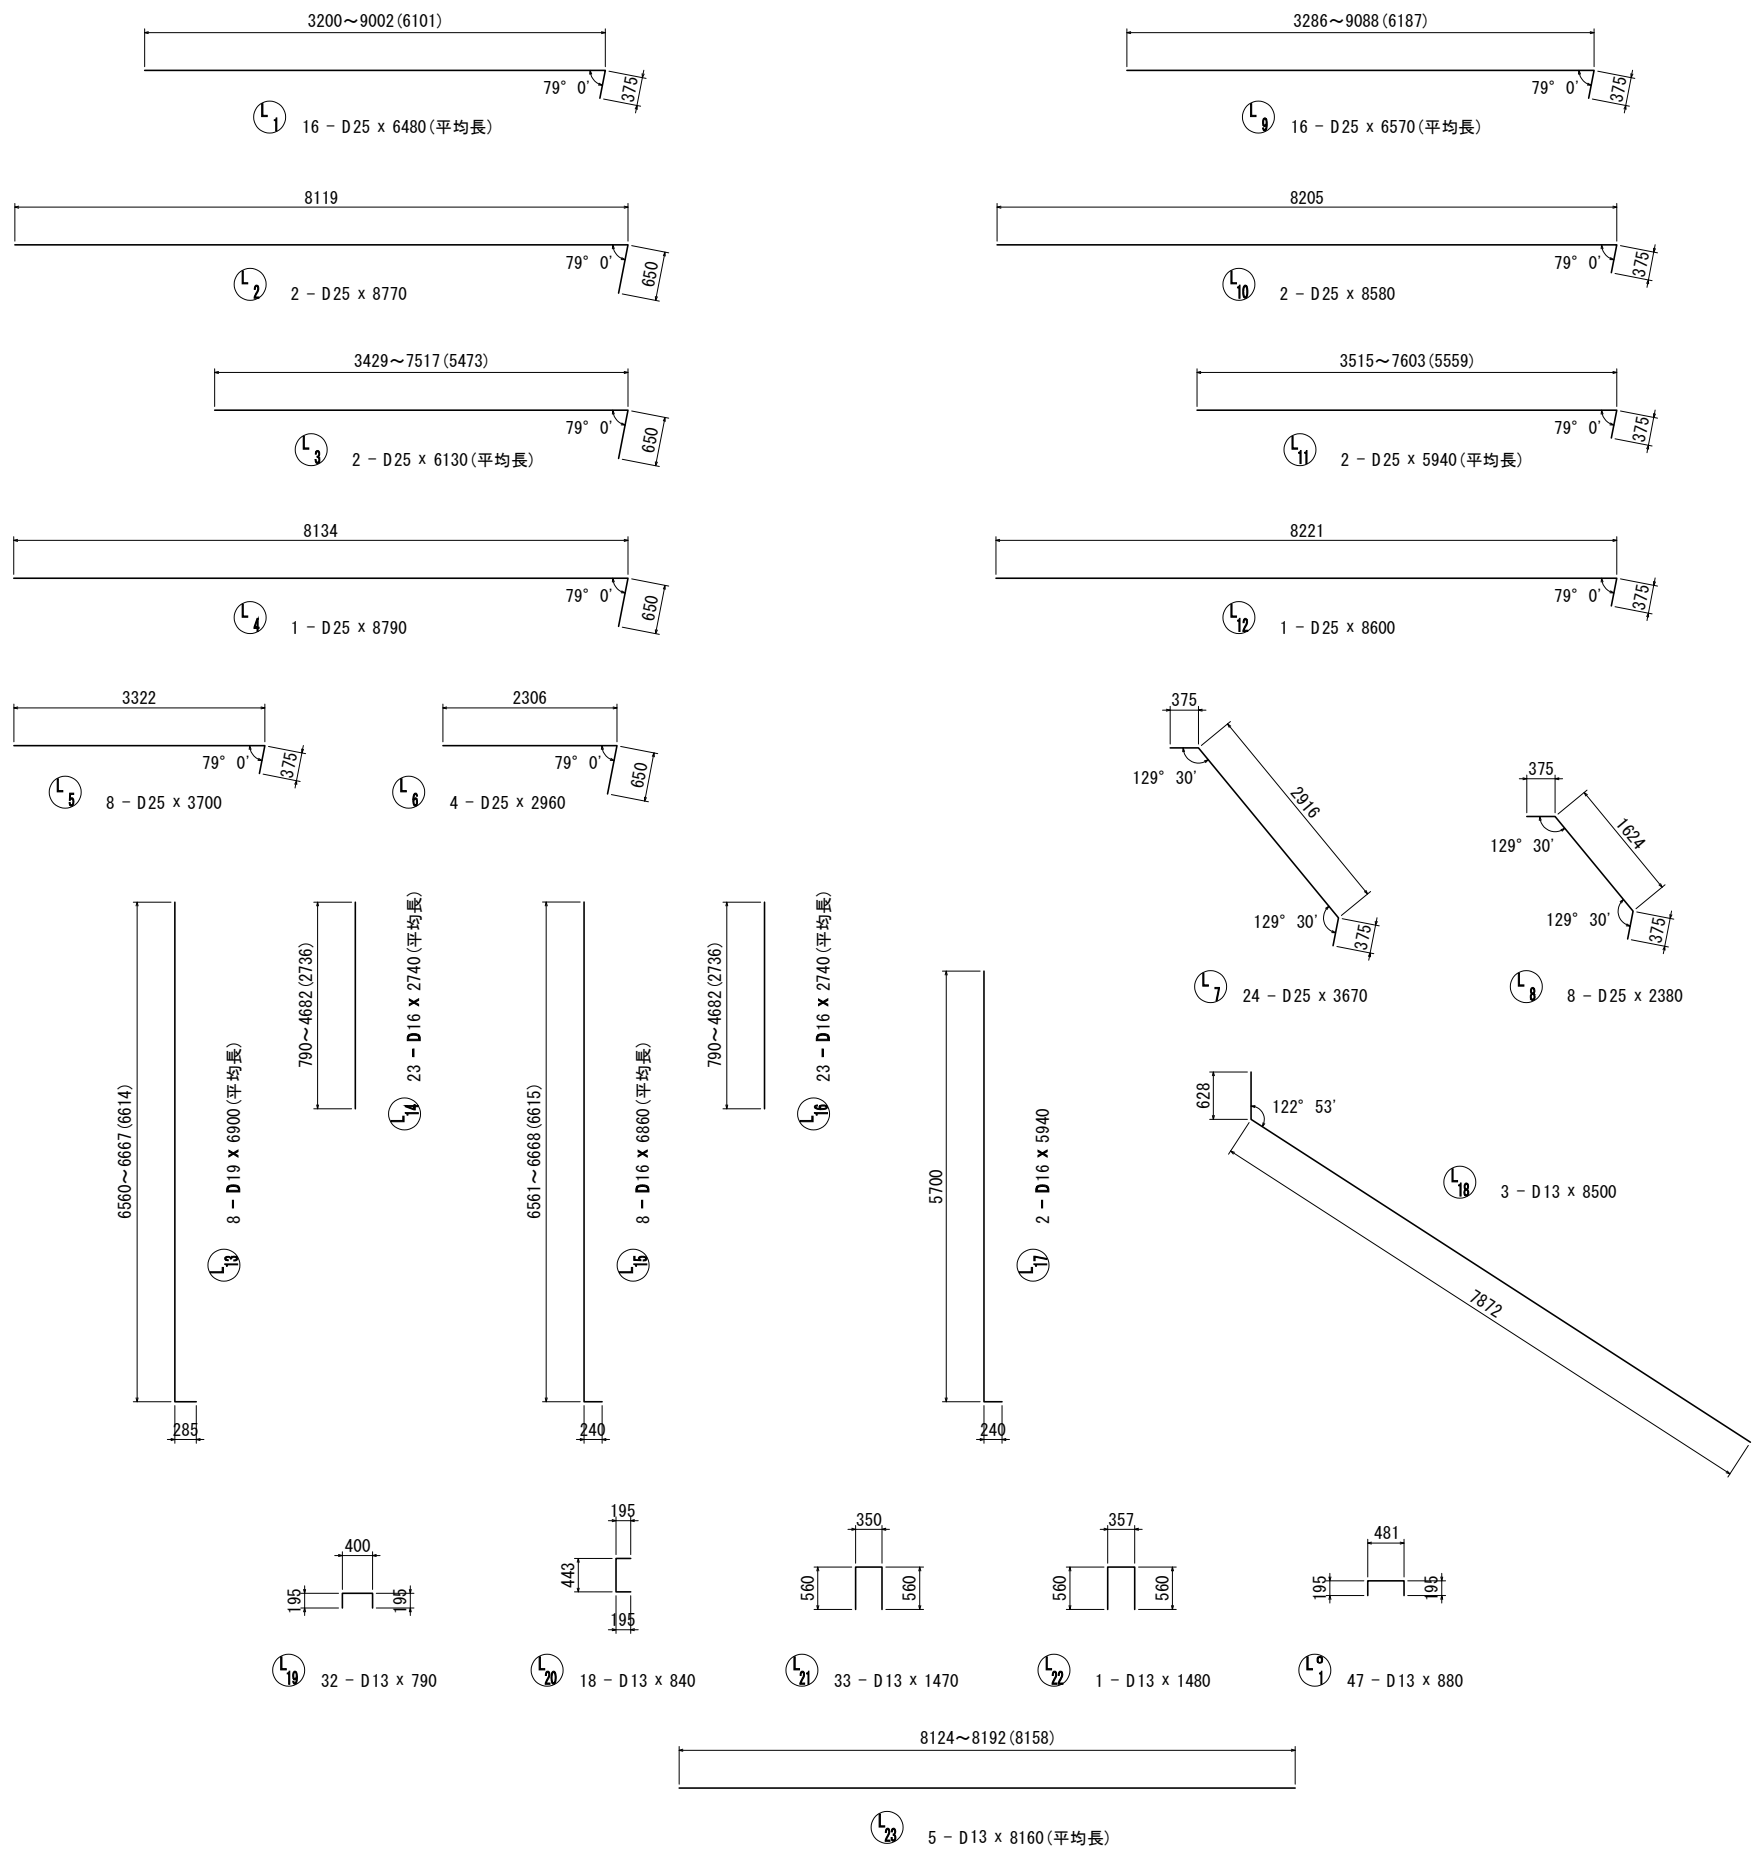 3200～9002(6101)
79° 0'
375
L1 16 - D25 x 6480(平均長)
3286～9088(6187)
79° 0'
375
L9 16 - D25 x 6570(平均長)
8119
79° 0'
650
L2 2 - D25 x 8770
8205
79° 0'
375
L10 2 - D25 x 8580
3429～7517(5473)
79° 0'
650
L3 2 - D25 x 6130(平均長)
3515～7603(5559)
79° 0'
375
L11 2 - D25 x 5940(平均長)
8134
79° 0'
650
L4 1 - D25 x 8790
8221
79° 0'
375
L12 1 - D25 x 8600
3322
79° 0'
375
L5 8 - D25 x 3700
2306
79° 0'
650
L6 4 - D25 x 2960
375
129° 30'
2916
129° 30'
375
L7 24 - D25 x 3670
375
129° 30'
1624
129° 30'
375
L8 8 - D25 x 2380
6560～6667(6614)
285
L13 8 - D19 x 6900(平均長)
790～4682(2736)
L14 23 - D16 x 2740(平均長)
6561～6668(6615)
240
L15 8 - D16 x 6860(平均長)
790～4682(2736)
L16 23 - D16 x 2740(平均長)
5700
240
L17 2 - D16 x 5940
628
122° 53'
7872
L18 3 - D13 x 8500
400
195
195
L19 32 - D13 x 790
195
443
195
L20 18 - D13 x 840
350
560
560
L21 33 - D13 x 1470
357
560
560
L22 1 - D13 x 1480
481
195
195
L°1 47 - D13 x 880
8124～8192(8158)
L23 5 - D13 x 8160(平均長)